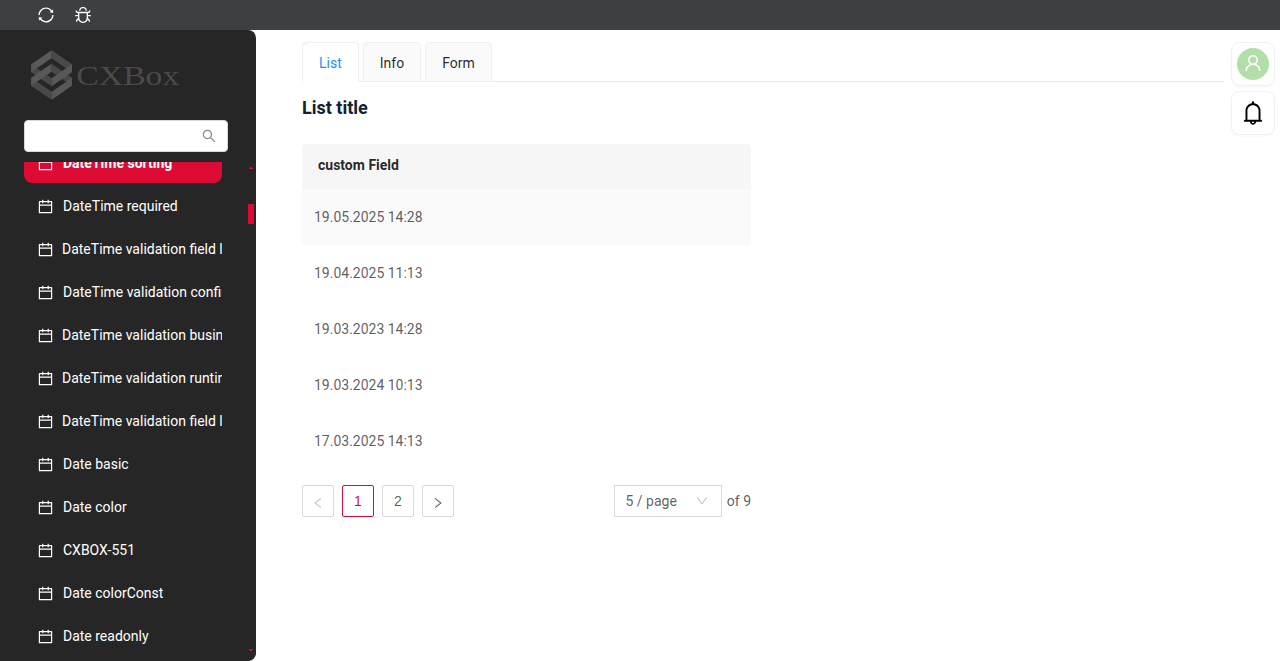 CXBox
DateTime sorting
DateTime required
DateTime validation field l
DateTime validation confi
DateTime validation busin
DateTime validation runtir
DateTime validation field l
Date basic
Date color
CXBOX-551
Date colorConst
Date readonly
List
Info
Form
List title
custom Field
19.05.2025 14:28
19.04.2025 11:13
19.03.2023 14:28
19.03.2024 10:13
17.03.2025 14:13
< 1 2 >
5 / page of 9